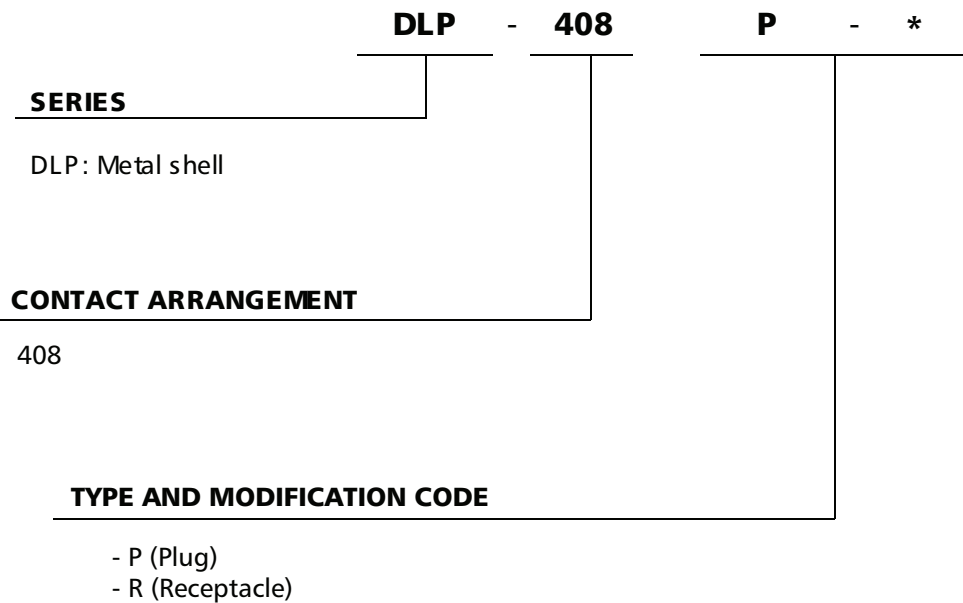 DLP - 408 P - *
SERIES
DLP: Metal shell
CONTACT ARRANGEMENT
408
TYPE AND MODIFICATION CODE
- P (Plug)
- R (Receptacle)